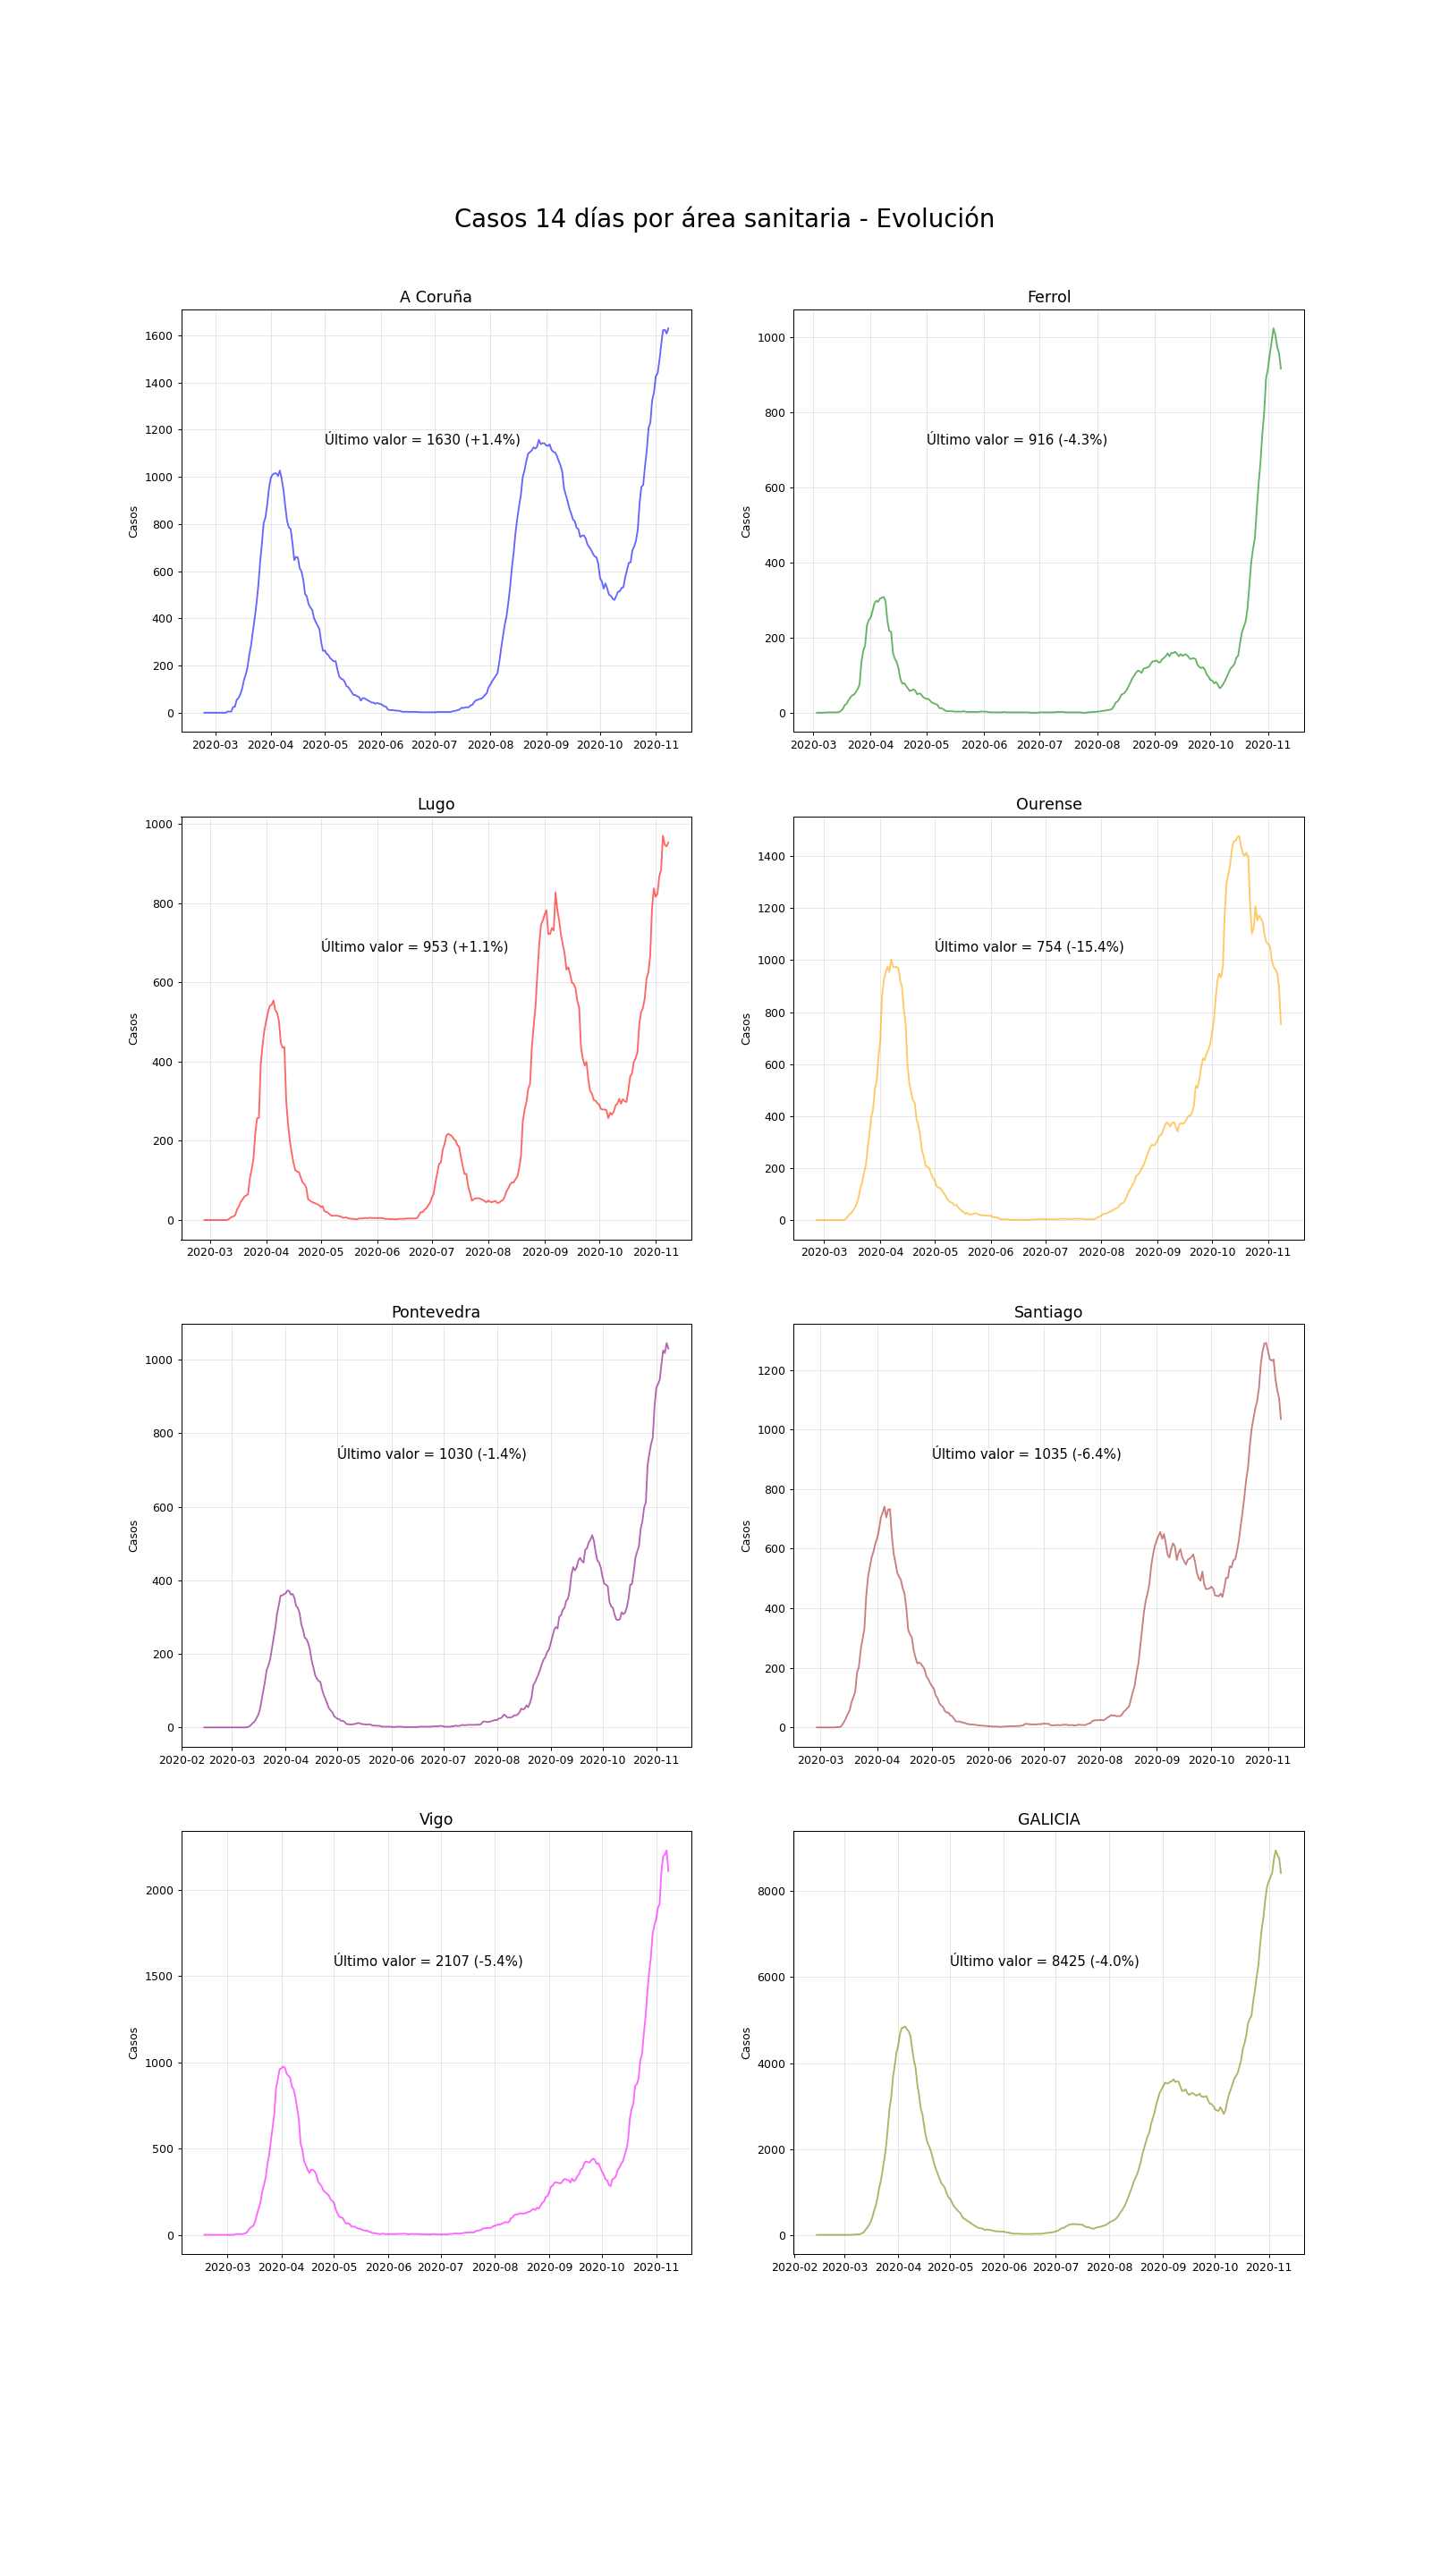 Casos 14 días por área sanitaria - Evolución
A Coruña
1600
1400
1200
1000
800
600
400
200
0
Casos
Último valor = 1630 (+1.4%)
2020-03 2020-04 2020-05 2020-06 2020-07 2020-08 2020-09 2020-10 2020-11
Ferrol
1000
800
600
400
200
0
Casos
Último valor = 916 (-4.3%)
2020-03 2020-04 2020-05 2020-06 2020-07 2020-08 2020-09 2020-10 2020-11
Lugo
1000
800
600
400
200
0
Casos
Último valor = 953 (+1.1%)
2020-03 2020-04 2020-05 2020-06 2020-07 2020-08 2020-09 2020-10 2020-11
Ourense
1400
1200
1000
800
600
400
200
0
Casos
Último valor = 754 (-15.4%)
2020-03 2020-04 2020-05 2020-06 2020-07 2020-08 2020-09 2020-10 2020-11
Pontevedra
1000
800
600
400
200
0
Casos
Último valor = 1030 (-1.4%)
2020-02 2020-03 2020-04 2020-05 2020-06 2020-07 2020-08 2020-09 2020-10 2020-11
Santiago
1200
1000
800
600
400
200
0
Casos
Último valor = 1035 (-6.4%)
2020-03 2020-04 2020-05 2020-06 2020-07 2020-08 2020-09 2020-10 2020-11
Vigo
2000
1500
1000
500
0
Casos
Último valor = 2107 (-5.4%)
2020-03 2020-04 2020-05 2020-06 2020-07 2020-08 2020-09 2020-10 2020-11
GALICIA
8000
6000
4000
2000
0
Casos
Último valor = 8425 (-4.0%)
2020-02 2020-03 2020-04 2020-05 2020-06 2020-07 2020-08 2020-09 2020-10 2020-11